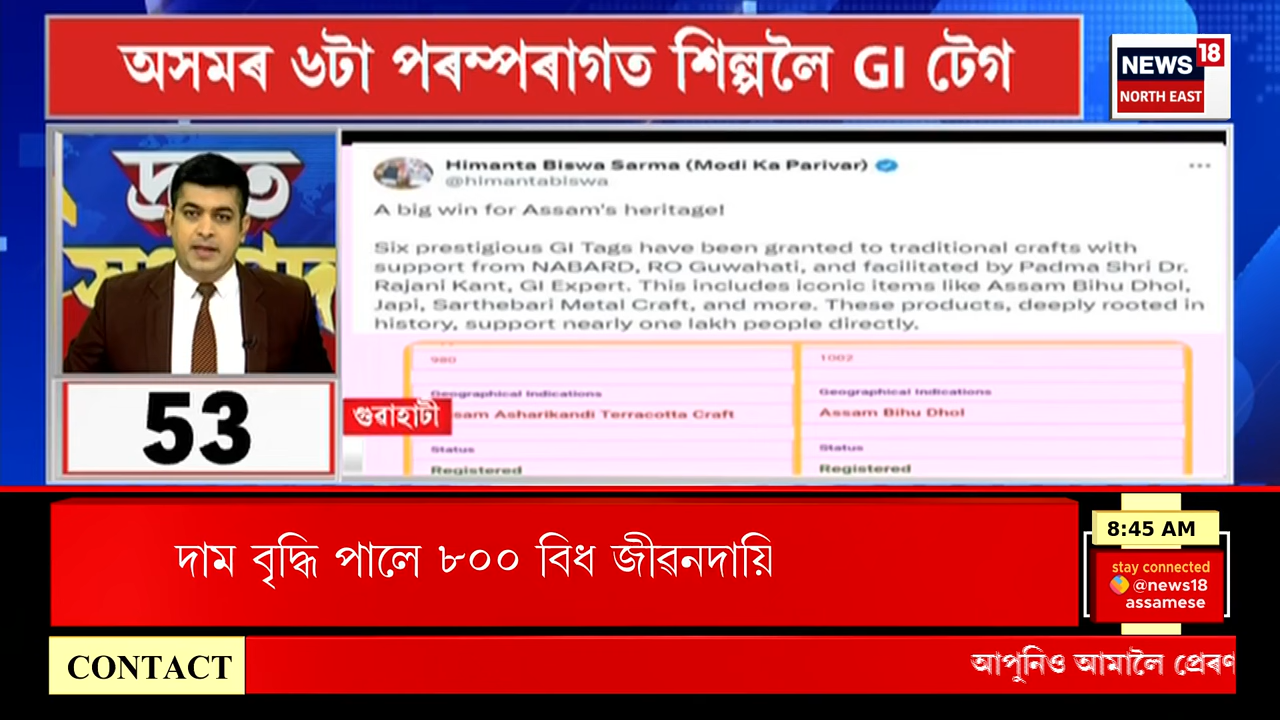 অসমৰ ৬টা পৰম্পৰাগত শিল্পলৈ GI টেগ
NEWS 18
NORTH EAST
দ্ৰুত
Himanta Biswa Sarma (Modi Ka Parivar)
@himantabiswa
A big win for Assam's heritage!
Six prestigious GI Tags have been granted to traditional crafts with
support from NABARD, RO Guwahati, and facilitated by Padma Shri Dr.
Rajani Kant, GI Expert. This includes iconic items like Assam Bihu Dhol,
Japi, Sarthebari Metal Craft, and more. These products, deeply rooted in
history, support nearly one lakh people directly.
980
1002
Geographical Indications
Geographical Indications
গুৱাহাটী
ssam Asharikandi Terracotta Craft
Assam Bihu Dhol
Status
Status
Registered
Registered
53
দাম বৃদ্ধি পালে ৮০০ বিধ জীৱনদায়ি
8:45 AM
stay connected
@news18
assamese
CONTACT
আপুনিও আমালৈ প্ৰেৰণ